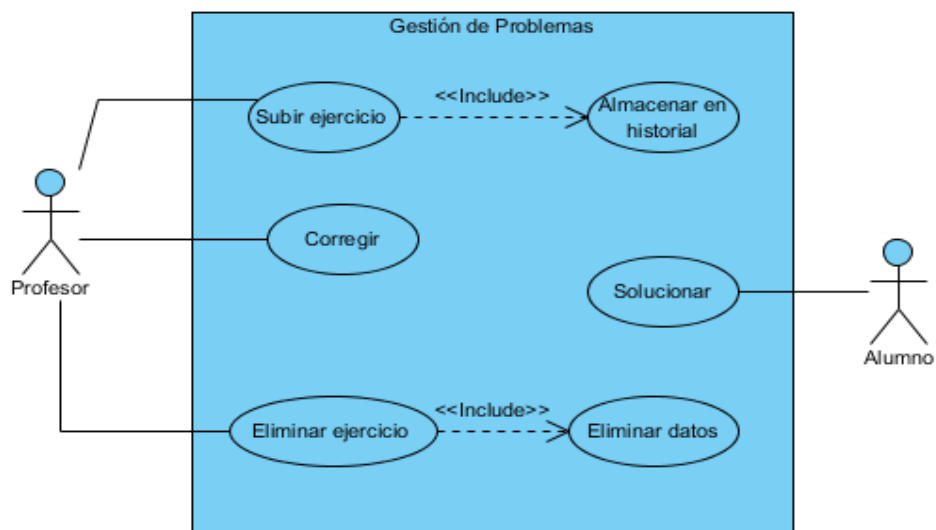 Gestión de Problemas
<<Include>>
Subir ejercicio
Almacenar en
historial
Corregir
Profesor
Solucionar
Alumno
<<Include>>
Eliminar ejercicio
Eliminar datos